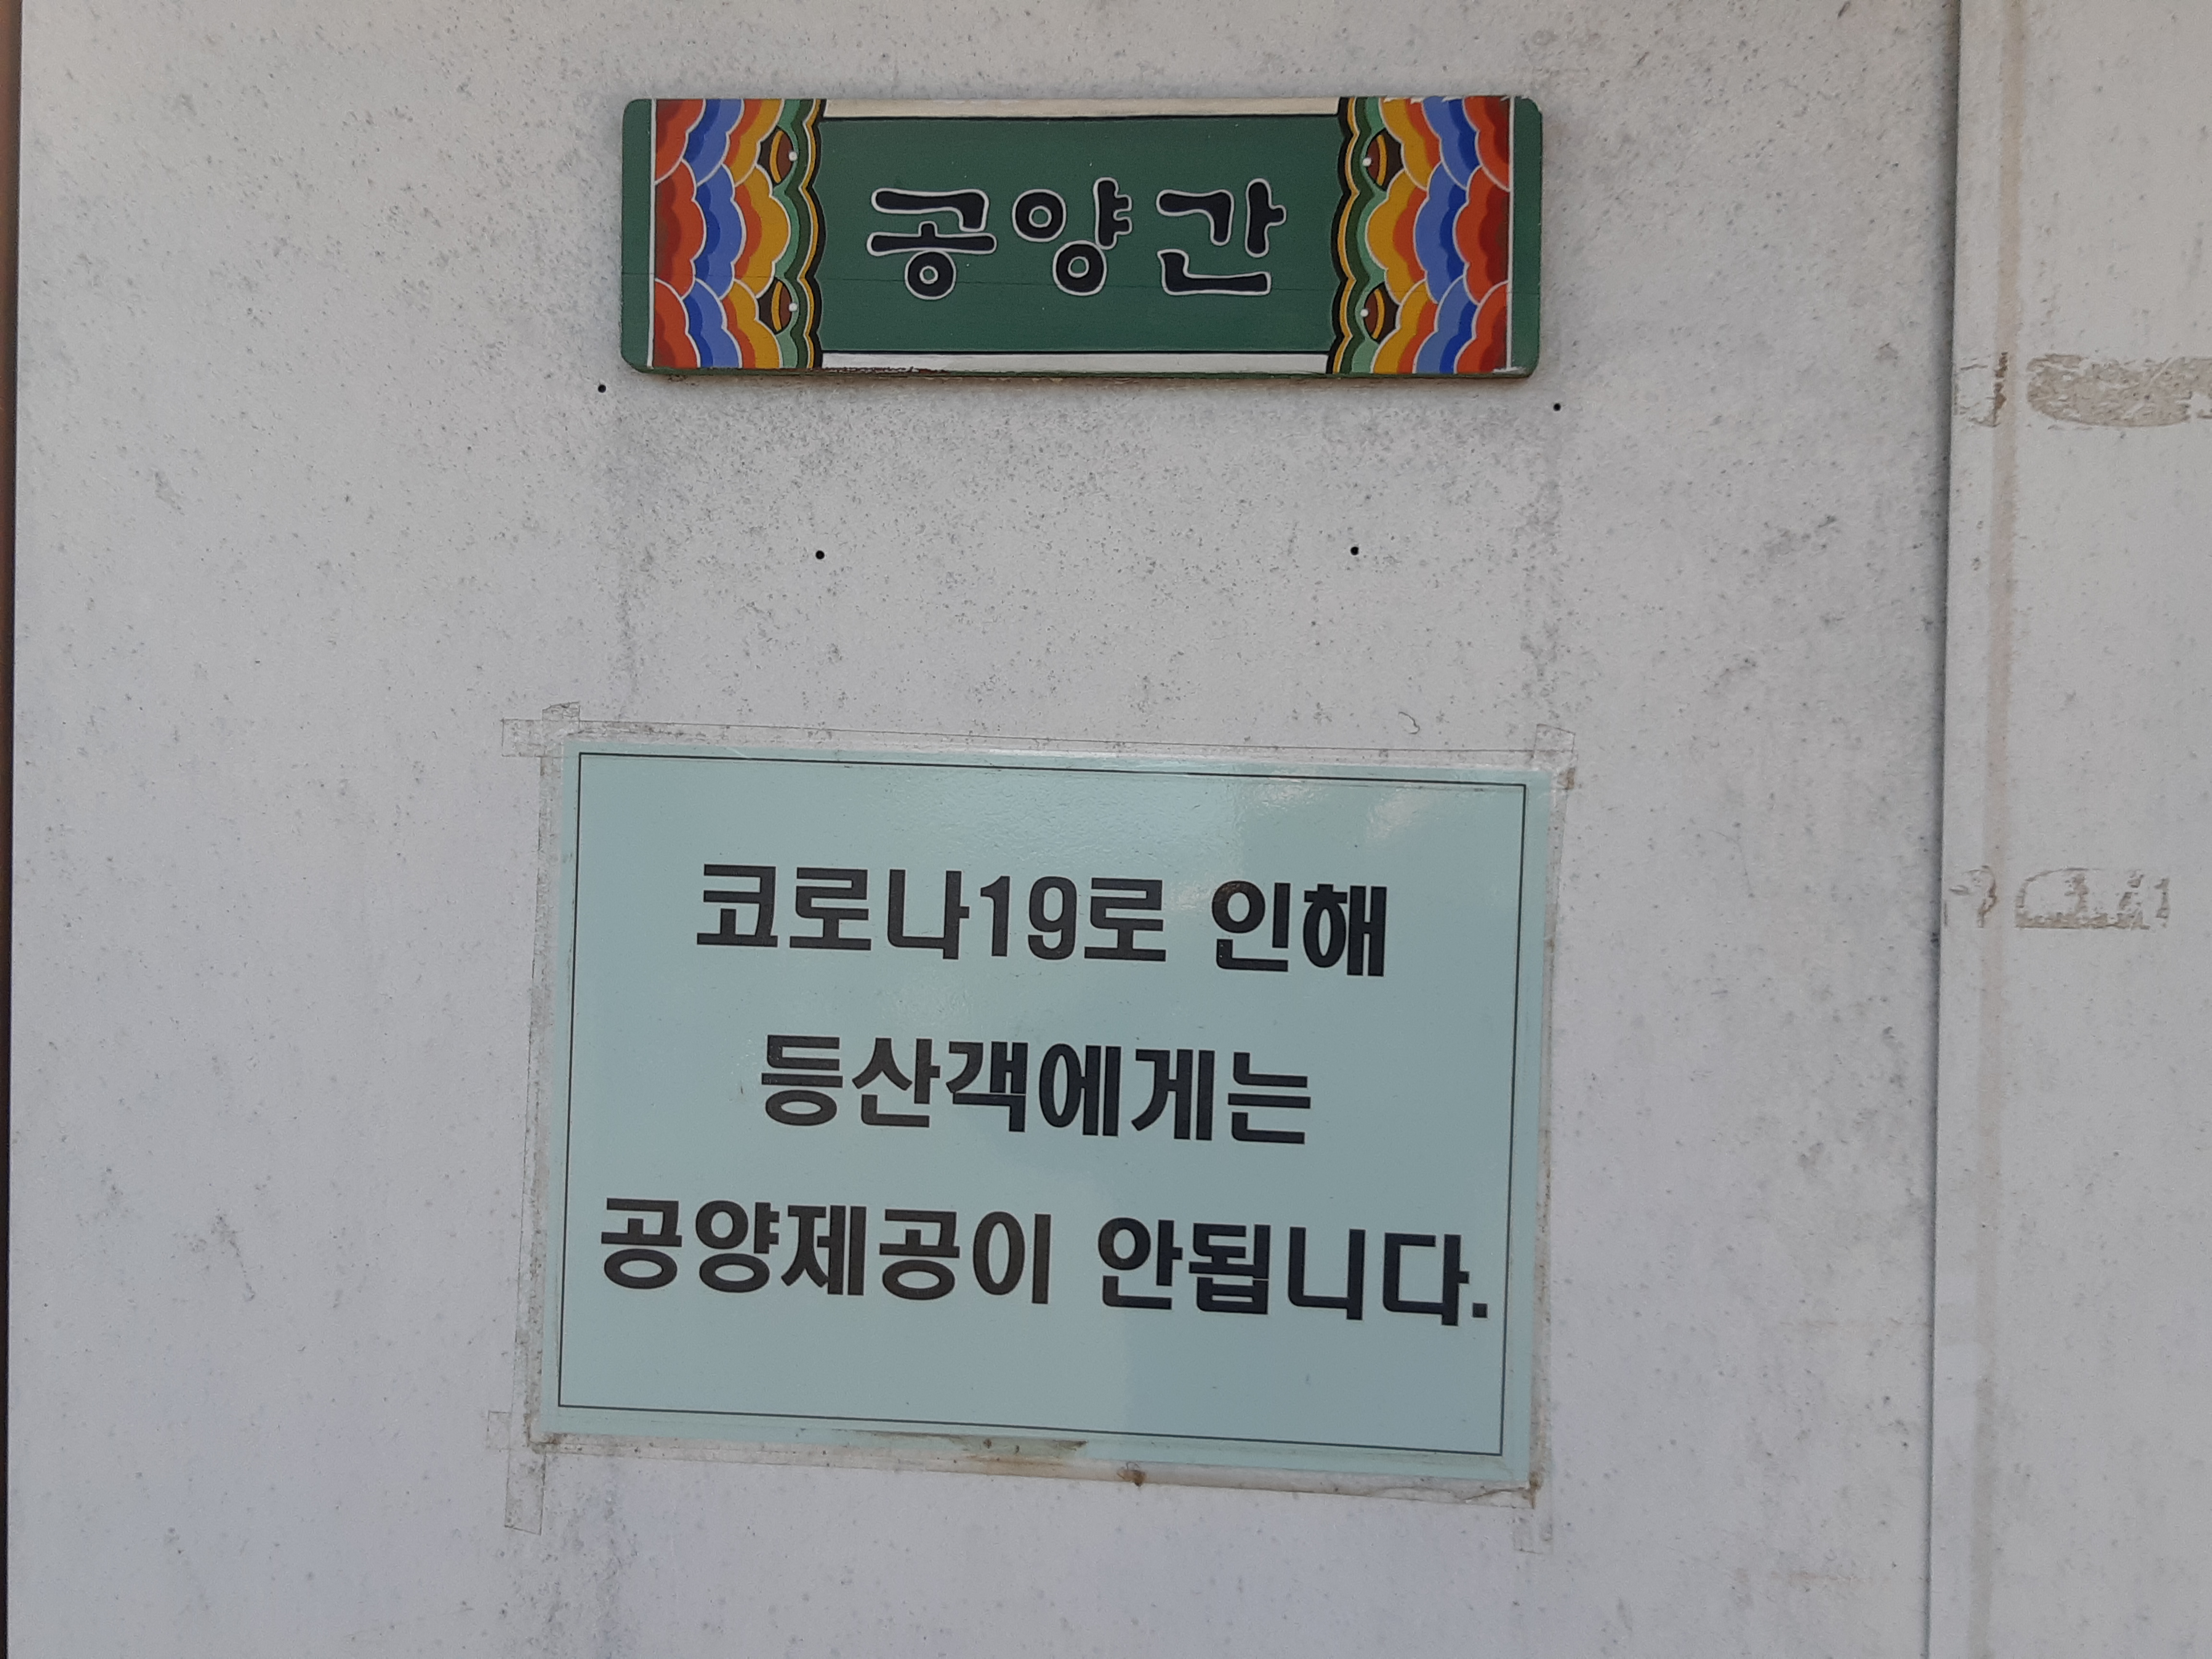 공양간
코로나19로 인해
등산객에게는
공양제공이 안됩니다.